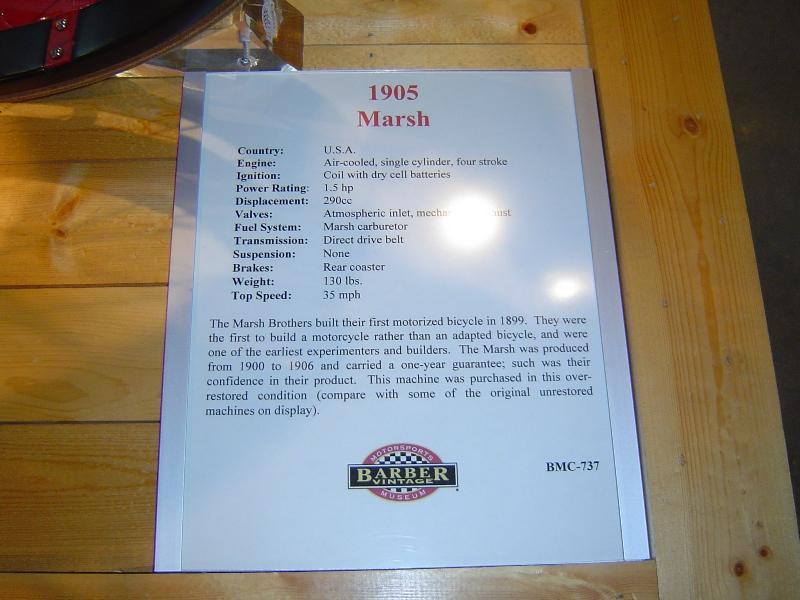 1905
Marsh
Country: U.S.A.
Engine: Air-cooled, single cylinder, four stroke
Ignition: Coil with dry cell batteries
Power Rating: 1.5 hp
Displacement: 290cc
Valves: Atmospheric inlet,
Fuel System: Marsh carburetor
Transmission: Direct drive belt
Suspension: None
Brakes: Rear coaster
Weight: 130 lbs.
Top Speed: 35 mph
The Marsh Brothers built their first motorized bicycle in 1899. They were
the first to build a motorcycle rather than an adapted bicycle, and were
one of the earliest experimenters and builders. The Marsh was produced
from 1900 to 1906 and carried a one-year guarantee; such was their
confidence in their product. This machine was purchased in this over-
restored condition (compare with some of the original unrestored
machines on display).
MOTORSPORTS
BARBER
VINTAGE
MUSEUM
BMC-737